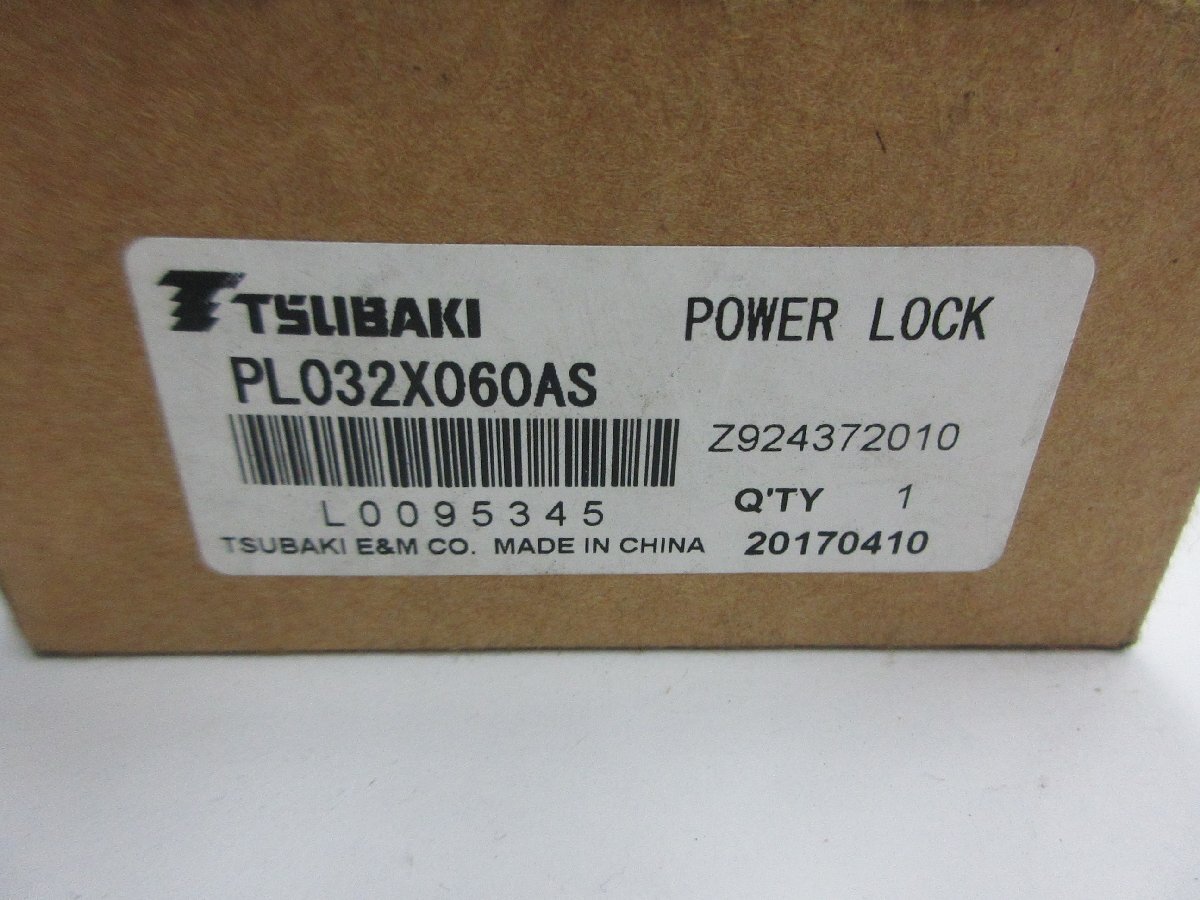 TSUBAKI POWER LOCK
PL032X060AS
Z924372010
L0095345
Q'TY 1
TSUBAKI E&M CO. MADE IN CHINA 20170410